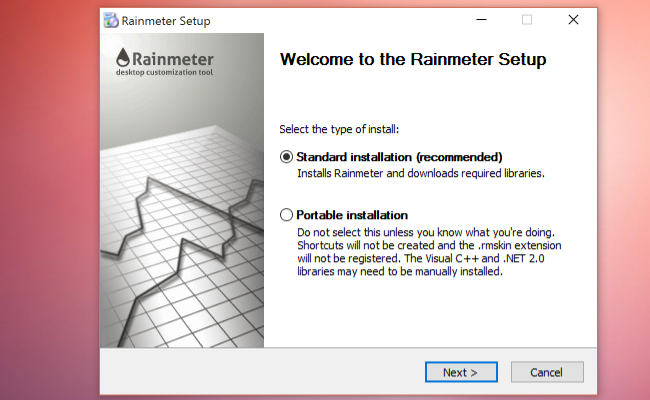 Rainmeter Setup
Rainmeter
desktop customization tool
Welcome to the Rainmeter Setup
Select the type of install:
Standard installation (recommended)
Installs Rainmeter and downloads required libraries.
Portable installation
Do not select this unless you know what you're doing.
Shortcuts will not be created and the .rmskin extension
will not be registered. The Visual C++ and .NET 2.0
libraries may need to be manually installed.
Next >
Cancel